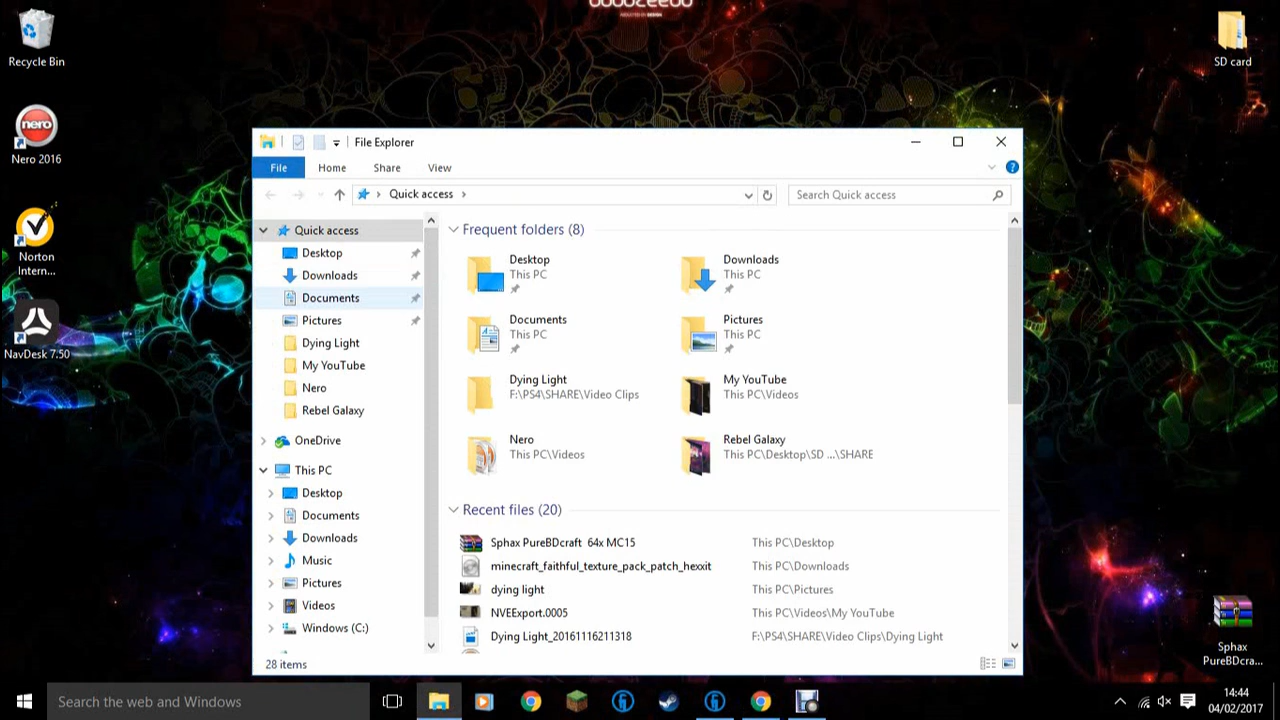 Recycle Bin
nero
Nero 2016
Norton
Intern...
NavDesk 7.50
SD card
Sphax
PureBDcra...
File Explorer
File Home Share View
Quick access
Search Quick access
Quick access
Desktop
Downloads
Documents
Pictures
Dying Light
My YouTube
Nero
Rebel Galaxy
OneDrive
This PC
Desktop
Documents
Downloads
Music
Pictures
Videos
Windows (C:)
Frequent folders (8)
Desktop
This PC
Downloads
This PC
Documents
This PC
Pictures
This PC
Dying Light
F:\PS4\SHARE\Video Clips
My YouTube
This PC\Videos
Nero
This PC\Videos
Rebel Galaxy
This PC\Desktop\SD ...\SHARE
Recent files (20)
Sphax PureBDcraft 64x MC15 This PC\Desktop
minecraft_faithful_texture_pack_patch_hexxit This PC\Downloads
dying light This PC\Pictures
NVEExport.0005 This PC\Videos\My YouTube
Dying Light_20161116211318 F:\PS4\SHARE\Video Clips\Dying Light
28 items
Search the web and Windows
14:44
04/02/2017